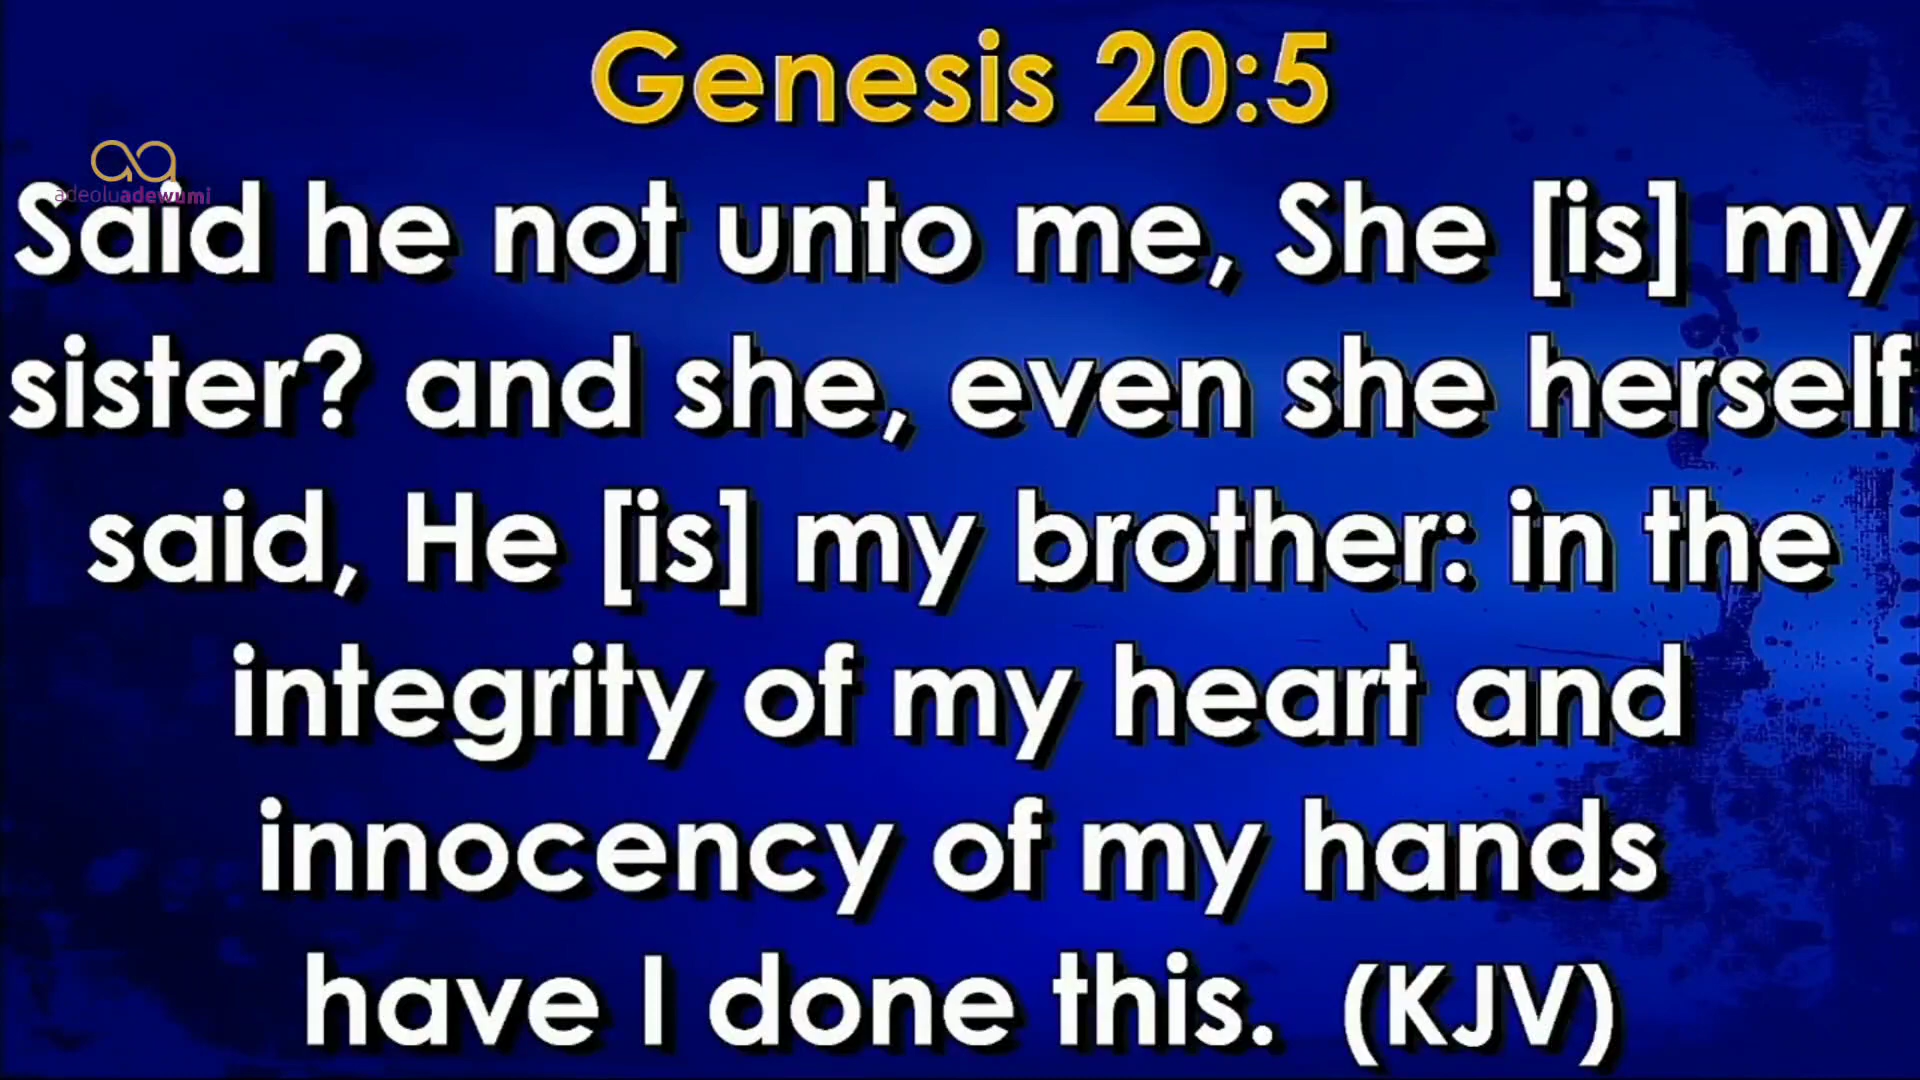 Genesis 20:5
adeoluadewumi
Said he not unto me, She [is] my
sister? and she, even she herself
said, He [is] my brother: in the
integrity of my heart and
innocency of my hands
have I done this. (KJV)